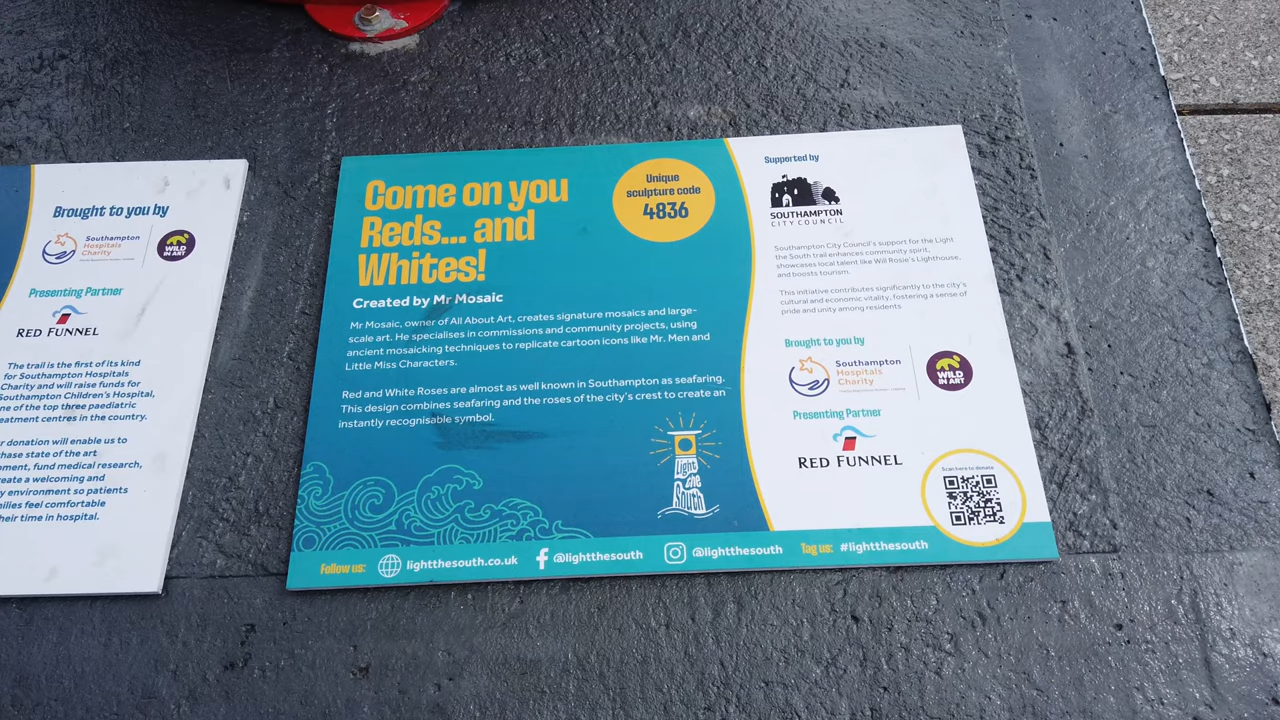 Brought to you by
Southampton
Hospitals
Charity
WILD
IN ART
Presenting Partner
RED FUNNEL
The trail is the first of its kind
for Southampton Hospitals
Charity and will raise funds for
Southampton Children's Hospital,
one of the top three paediatric
treatment centres in the country.
donation will enable us to
state of the art
fund medical research,
a welcoming and
environment so patients
feel comfortable
their time in hospital.
Come on you
Reds... and
Whites!
Created by Mr Mosaic
Mr Mosaic, owner of All About Art, creates signature mosaics and large-
scale art. He specialises in commissions and community projects, using
ancient mosaicking techniques to replicate cartoon icons like Mr. Men and
Little Miss Characters.
Red and White Roses are almost as well known in Southampton as seafaring.
This design combines seafaring and the roses of the city's crest to create an
instantly recognisable symbol.
Unique
sculpture code
4836
Light
the
South
Supported by
SOUTHAMPTON
CITY COUNCIL
Southampton City Council's support for the Light
the South trail enhances community spirit,
showcases local talent like Will Rosie's Lighthouse,
and boosts tourism.
This initiative contributes significantly to the city's
cultural and economic vitality, fostering a sense of
pride and unity among residents
Brought to you by
Southampton
Hospitals
Charity
WILD
IN ART
Presenting Partner
RED FUNNEL
Scan here to donate
Follow us: lightthesouth.co.uk @lightthesouth @lightthesouth Tag us: #lightthesouth